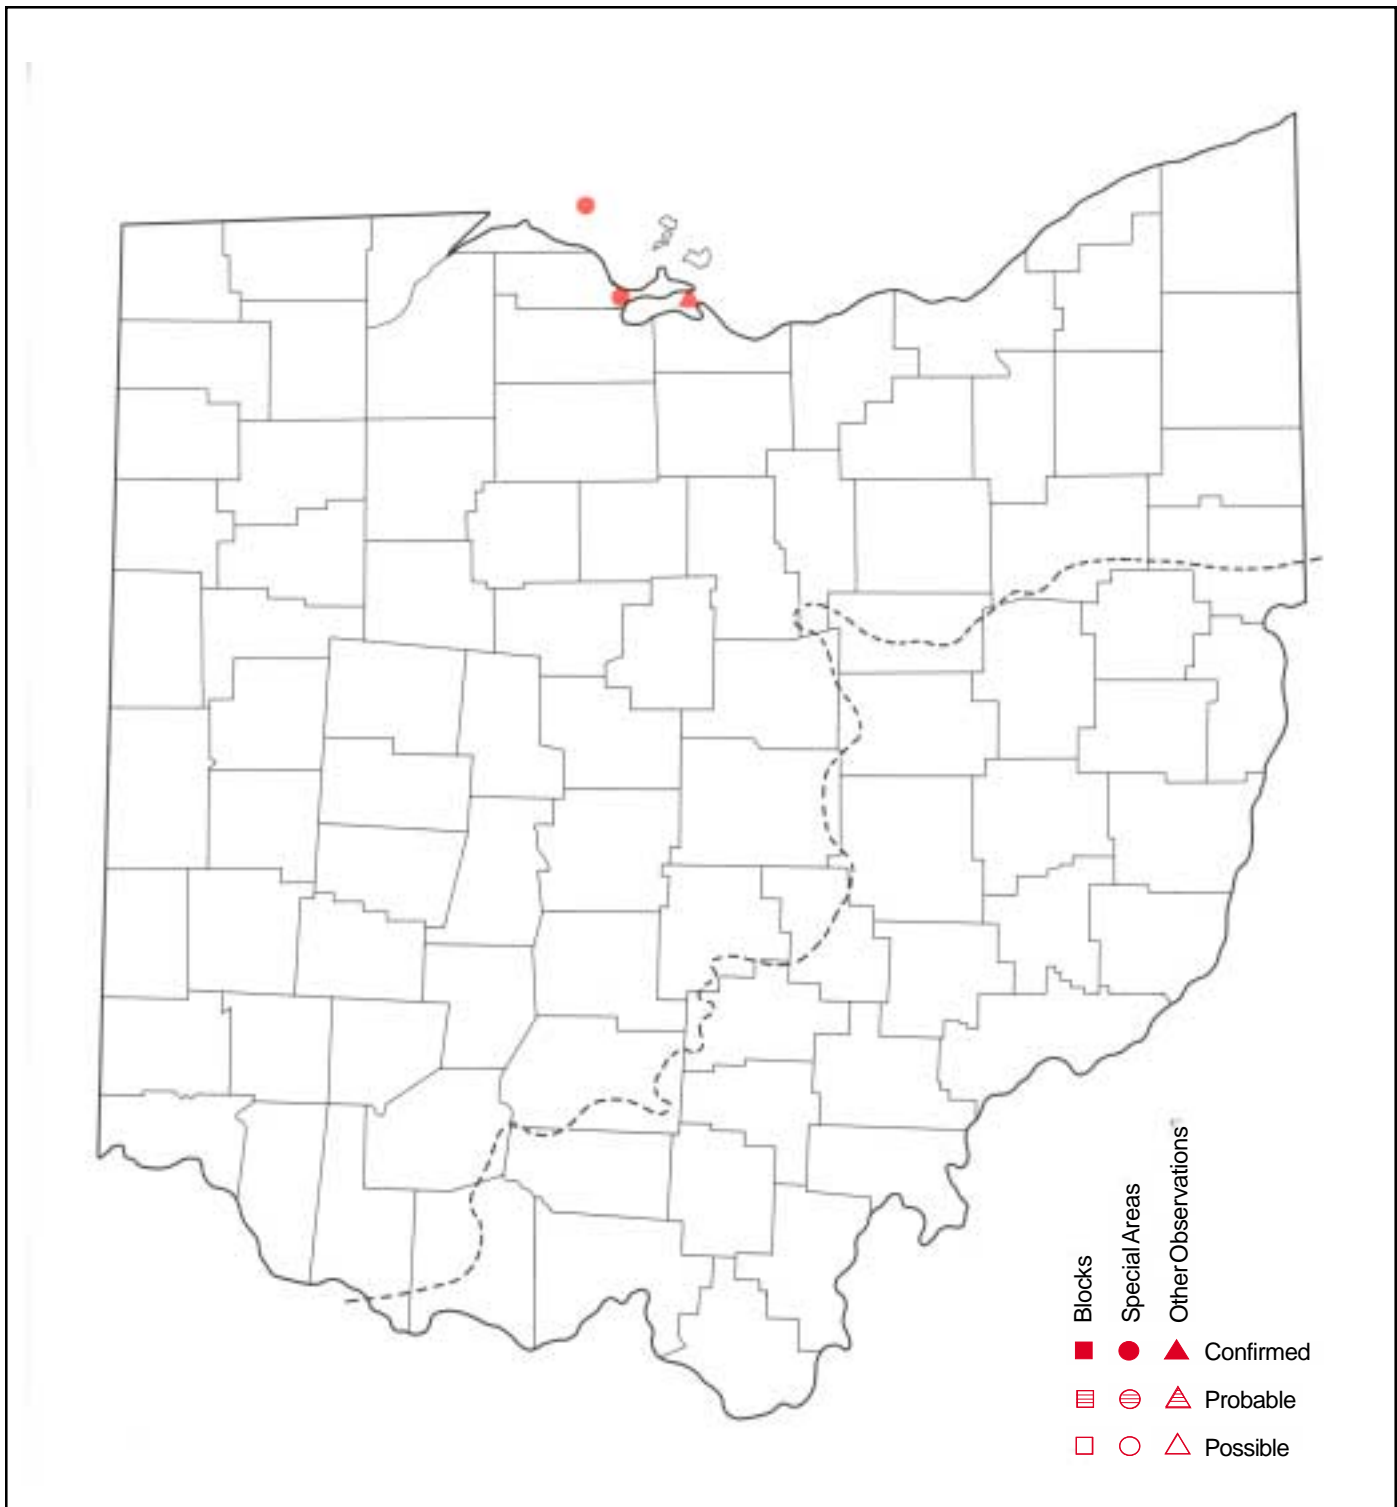 Blocks
Special Areas
Other Observations
Confirmed
Probable
Possible